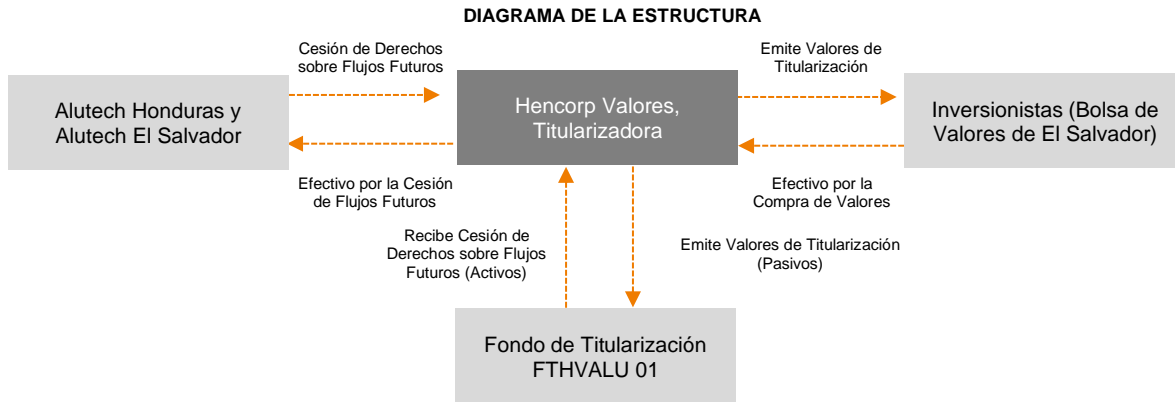 DIAGRAMA DE LA ESTRUCTURA
Cesión de Derechos
sobre Flujos Futuros
Emite Valores de
Titularización
Alutech Honduras y
Alutech El Salvador
Hencorp Valores,
Titularizadora
Inversionistas (Bolsa de
Valores de El Salvador)
Efectivo por la Cesión
de Flujos Futuros
Efectivo por la
Compra de Valores
Recibe Cesión de
Derechos sobre Flujos
Futuros (Activos)
Emite Valores de Titularización
(Pasivos)
Fondo de Titularización
FTHVALU 01